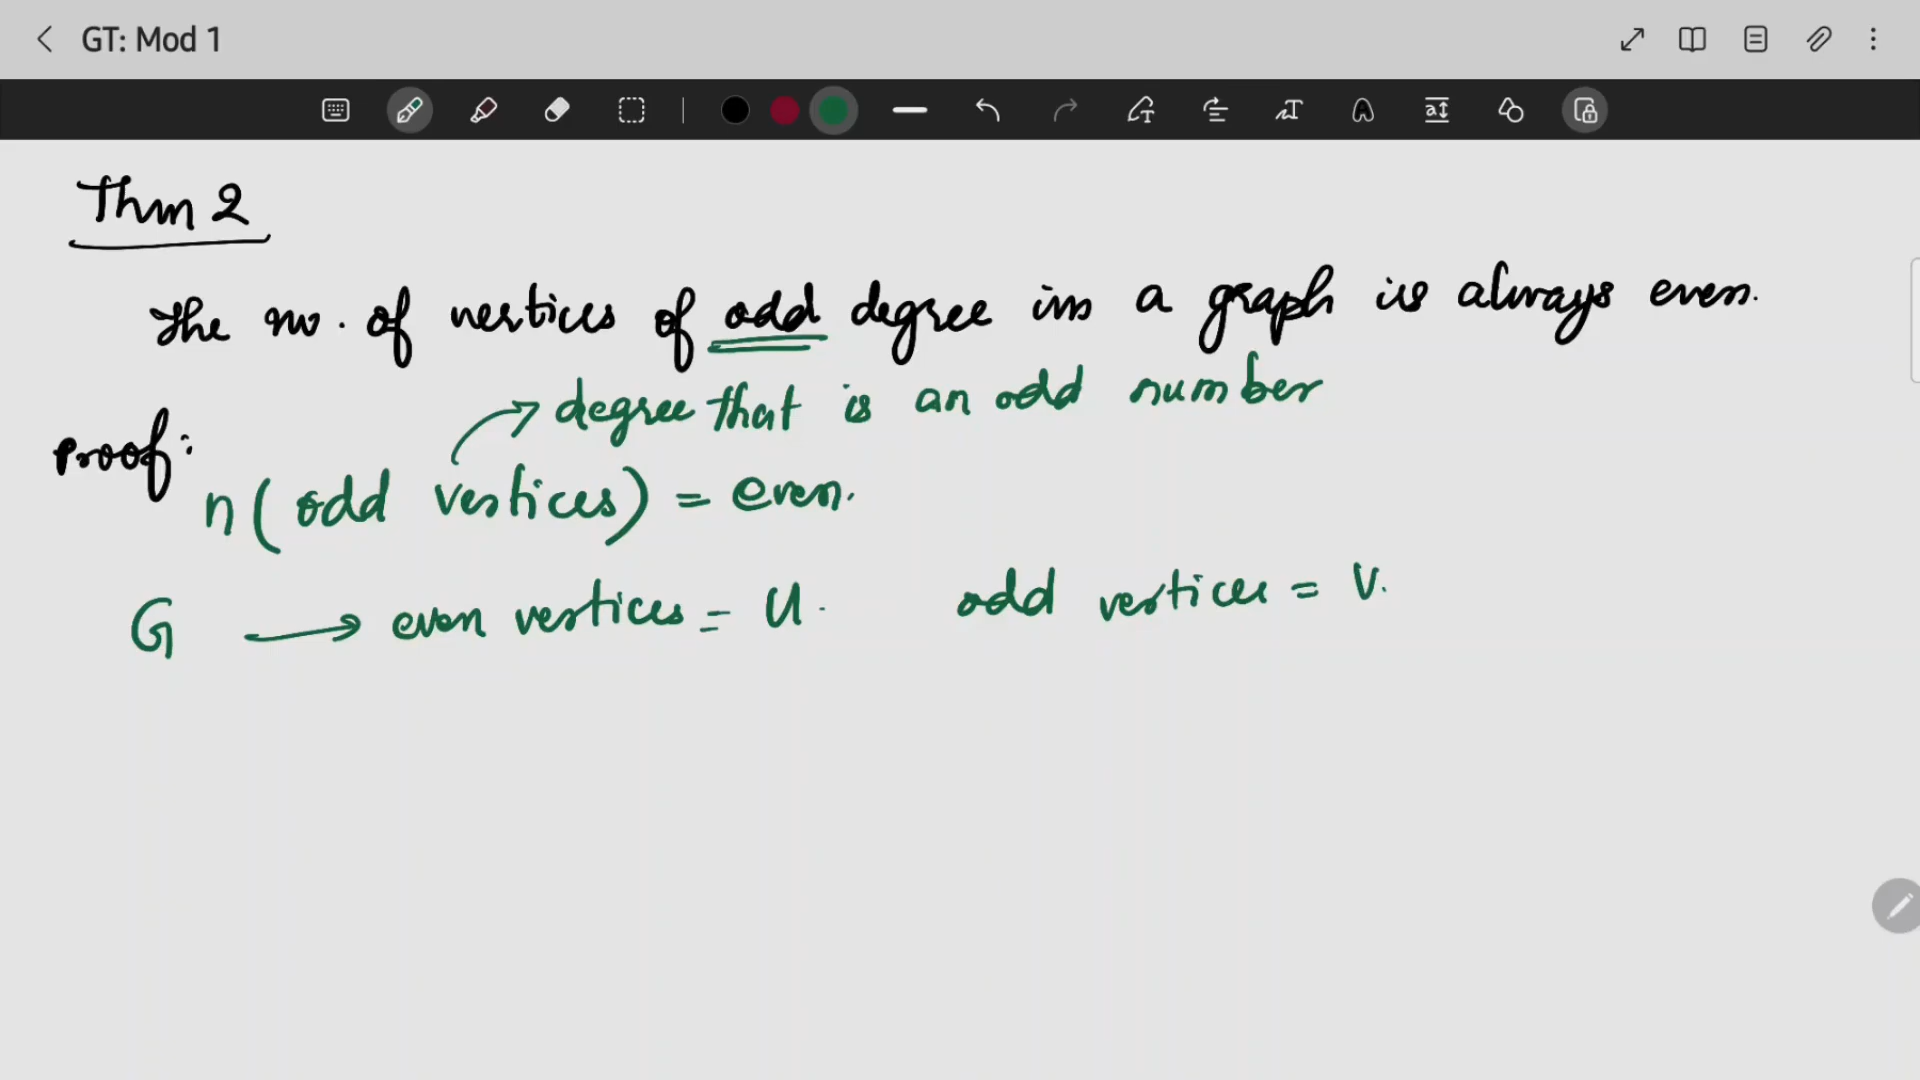 GT: Mod 1
Thm 2
The no. of vertices of odd degree in a graph is always even.
→ degree that is an odd number
Proof:
n(odd vertices) = even.
G → even vertices = U. odd vertices = V.